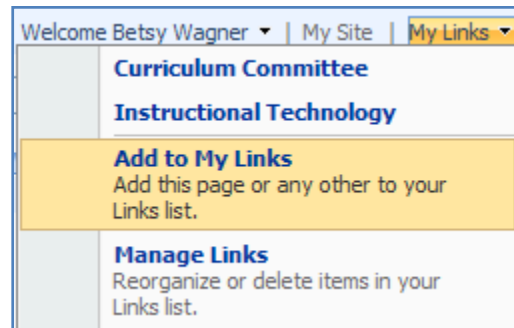 Welcome Betsy Wagner | My Site | My Links
Curriculum Committee
Instructional Technology
Add to My Links
Add this page or any other to your
Links list.
Manage Links
Reorganize or delete items in your
Links list.